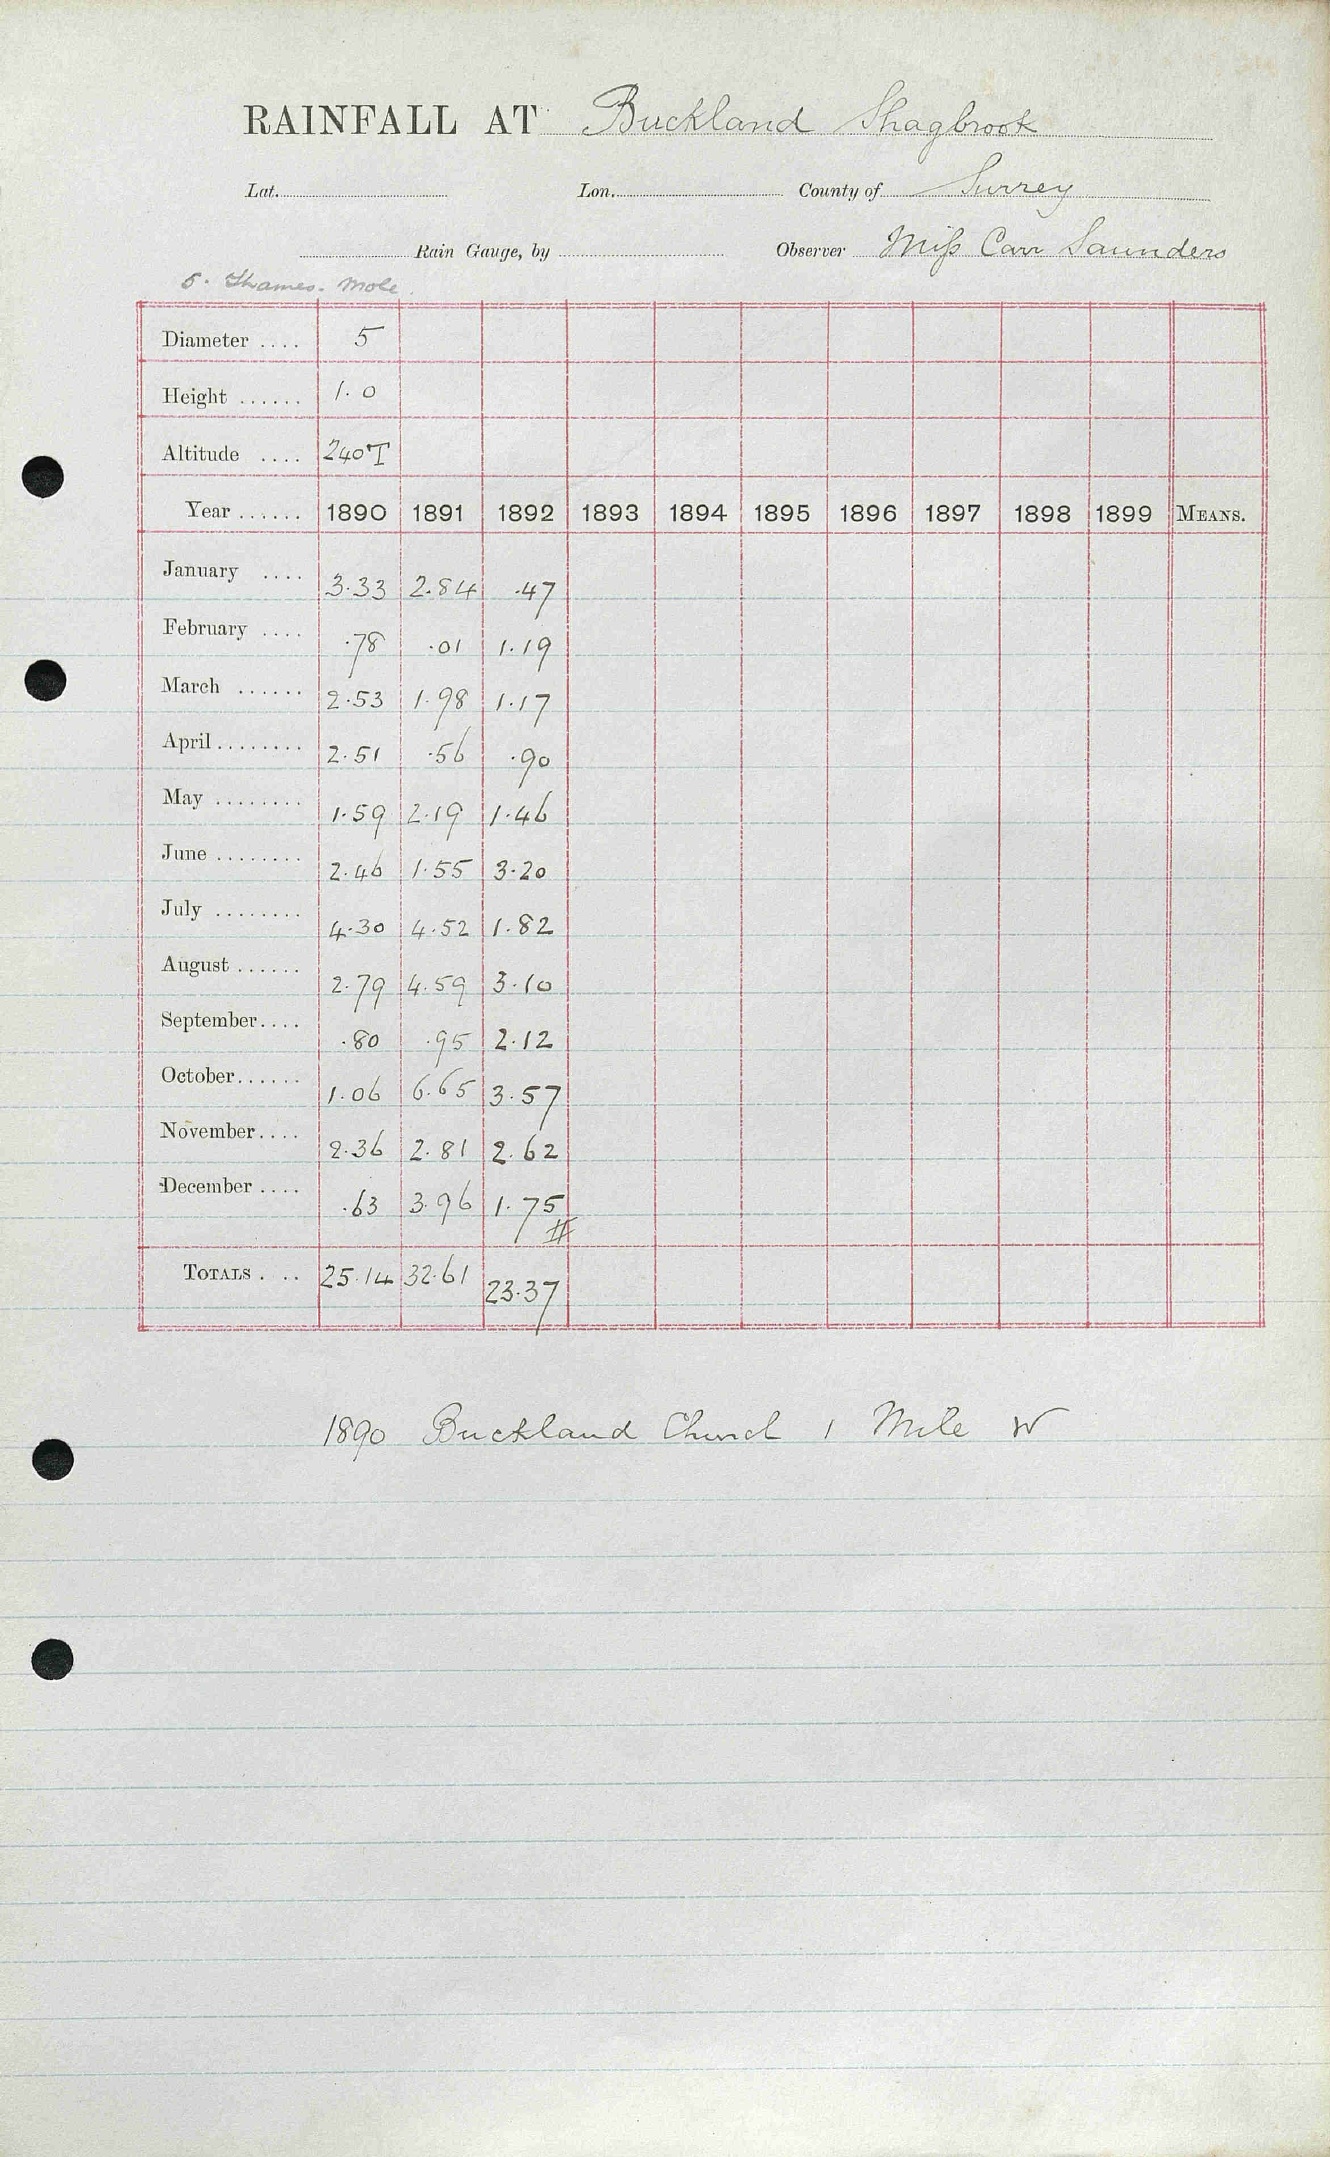 RAINFALL AT Buckland Shagbrook
Lat. Lon. County of Surrey
Rain Gauge, by Observer Miss Carr Saunders
5. Thames. Mole.
Diameter .... 5
Height ...... 1.0
Altitude .... 240 T
Year ...... 1890 1891 1892 1893 1894 1895 1896 1897 1898 1899 MEANS.
January .... 3.33 2.84 .47
February .... .78 .01 1.19
March ...... 2.53 1.98 1.17
April ........ 2.51 .56 .90
May ........ 1.59 2.19 1.46
June ........ 2.46 1.55 3.20
July ........ 4.30 4.52 1.82
August ...... 2.79 4.59 3.10
September .... .80 .95 2.12
October ...... 1.06 6.65 3.57
November .... 2.36 2.81 2.62
December .... .63 3.96 1.75
#
TOTALS . .. 25.14 32.61 23.37
1890 Buckland Church 1 Mile W